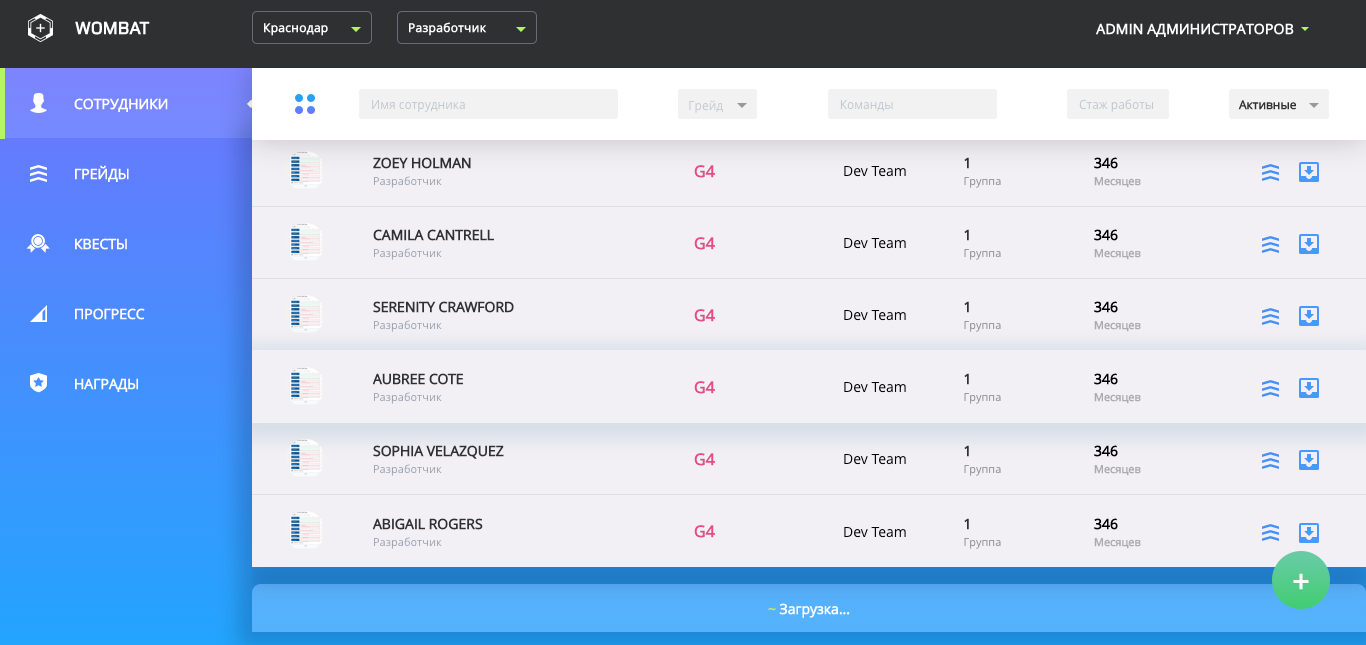 WOMBAT
Краснодар
Разработчик
ADMIN АДМИНИСТРАТОРОВ
СОТРУДНИКИ
ГРЕЙДЫ
КВЕСТЫ
ПРОГРЕСС
НАГРАДЫ
Имя сотрудника
Грейд
Команды
Стаж работы
Активные
ZOEY HOLMAN
Разработчик
G4
Dev Team
1
Группа
346
Месяцев
CAMILA CANTRELL
Разработчик
G4
Dev Team
1
Группа
346
Месяцев
SERENITY CRAWFORD
Разработчик
G4
Dev Team
1
Группа
346
Месяцев
AUBREE COTE
Разработчик
G4
Dev Team
1
Группа
346
Месяцев
SOPHIA VELAZQUEZ
Разработчик
G4
Dev Team
1
Группа
346
Месяцев
ABIGAIL ROGERS
Разработчик
G4
Dev Team
1
Группа
346
Месяцев
~ Загрузка...